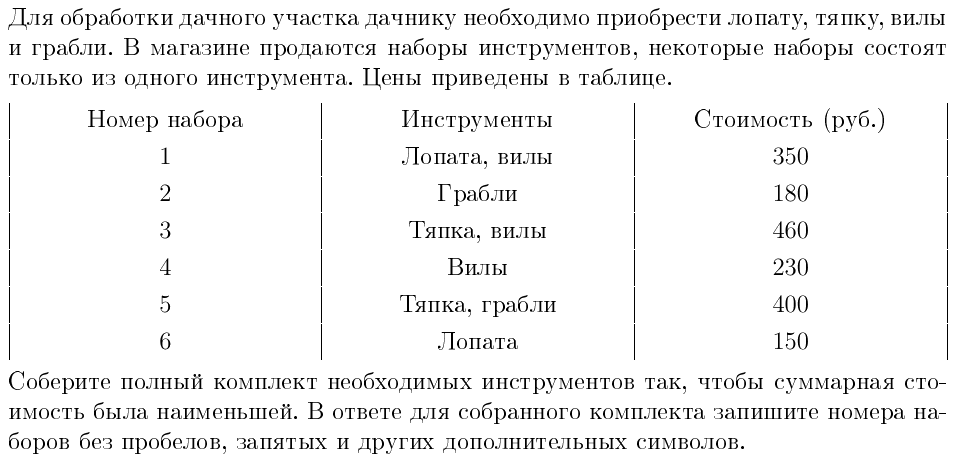 Для обработки дачного участка дачнику необходимо приобрести лопату, тяпку, вилы
и грабли. В магазине продаются наборы инструментов, некоторые наборы состоят
только из одного инструмента. Цены приведены в таблице.
Номер набора Инструменты Стоимость (руб.)
1 Лопата, вилы 350
2 Грабли 180
3 Тяпка, вилы 460
4 Вилы 230
5 Тяпка, грабли 400
6 Лопата 150
Соберите полный комплект необходимых инструментов так, чтобы суммарная сто-
имость была наименьшей. В ответе для собранного комплекта запишите номера на-
боров без пробелов, запятых и других дополнительных символов.